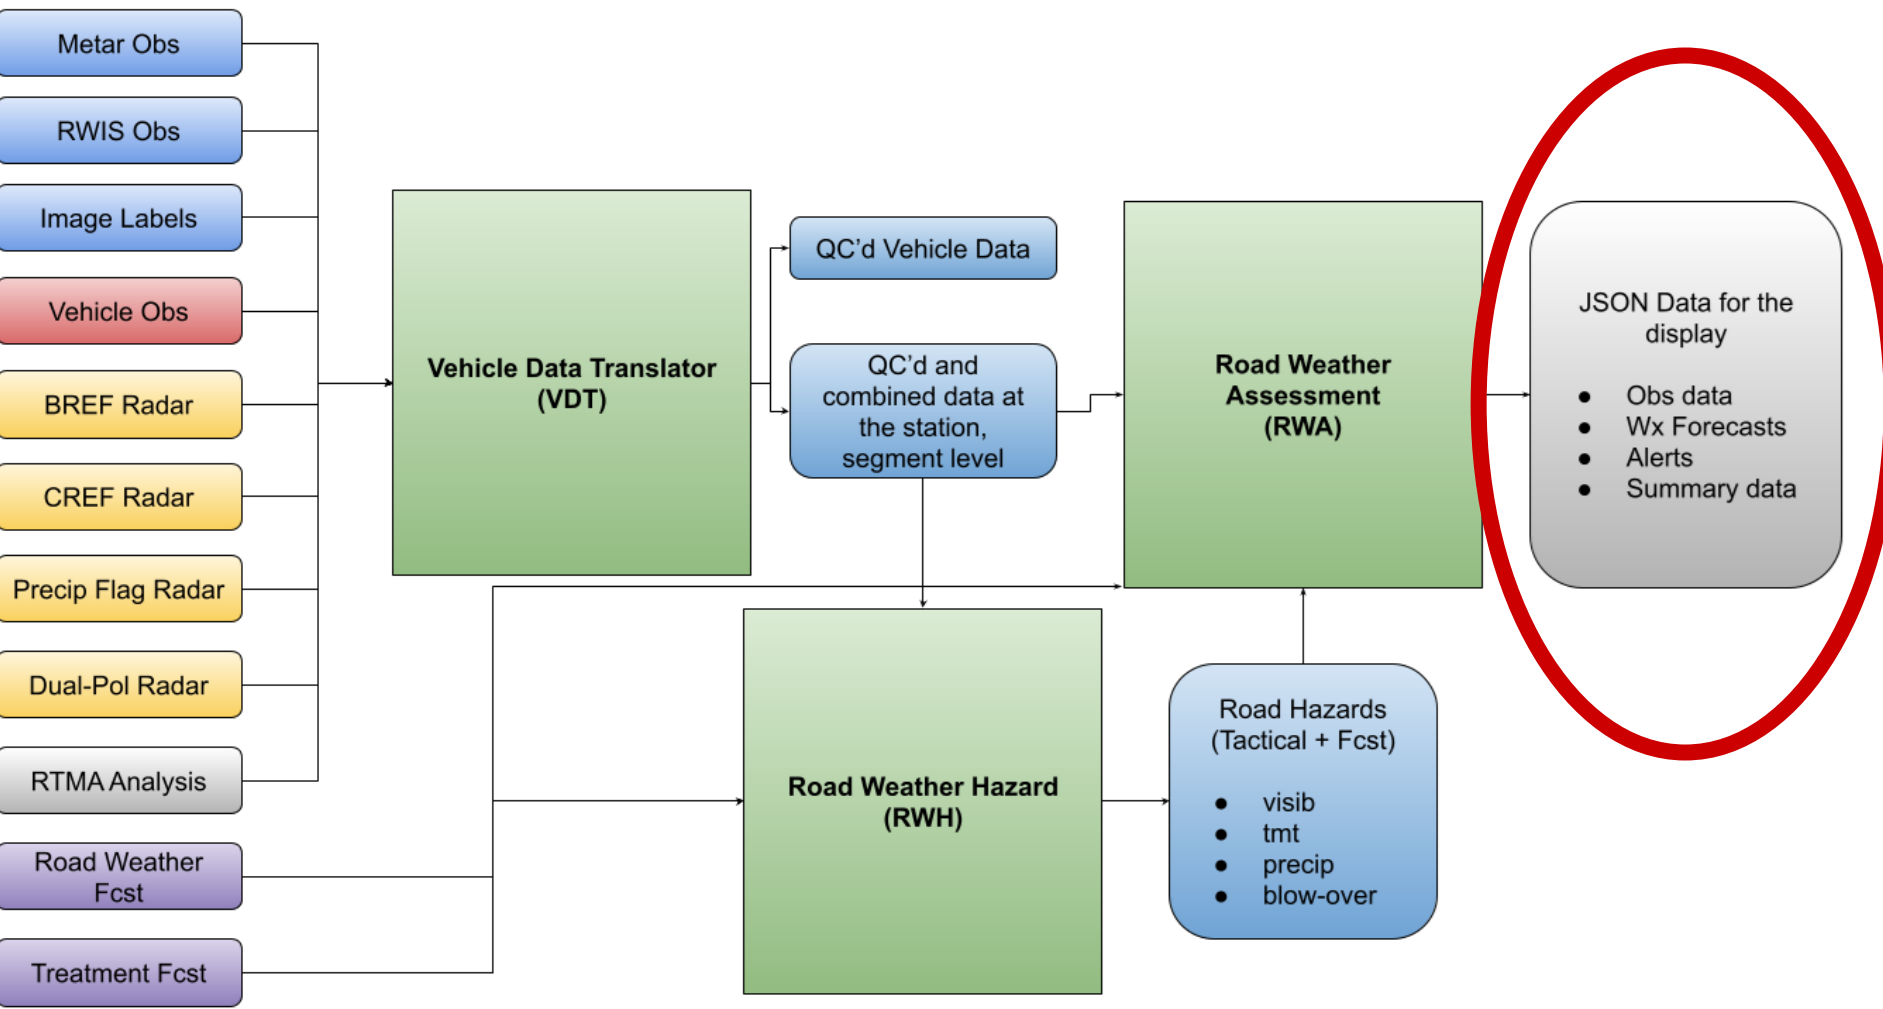 Metar Obs
RWIS Obs
Image Labels
Vehicle Obs
BREF Radar
CREF Radar
Precip Flag Radar
Dual-Pol Radar
RTMA Analysis
Road Weather
Fcst
Treatment Fcst
Vehicle Data Translator
(VDT)
QC’d Vehicle Data
QC’d and
combined data at
the station,
segment level
Road Weather Hazard
(RWH)
Road Weather
Assessment
(RWA)
Road Hazards
(Tactical + Fcst)
● visib
● tmt
● precip
● blow-over
JSON Data for the
display
● Obs data
● Wx Forecasts
● Alerts
● Summary data